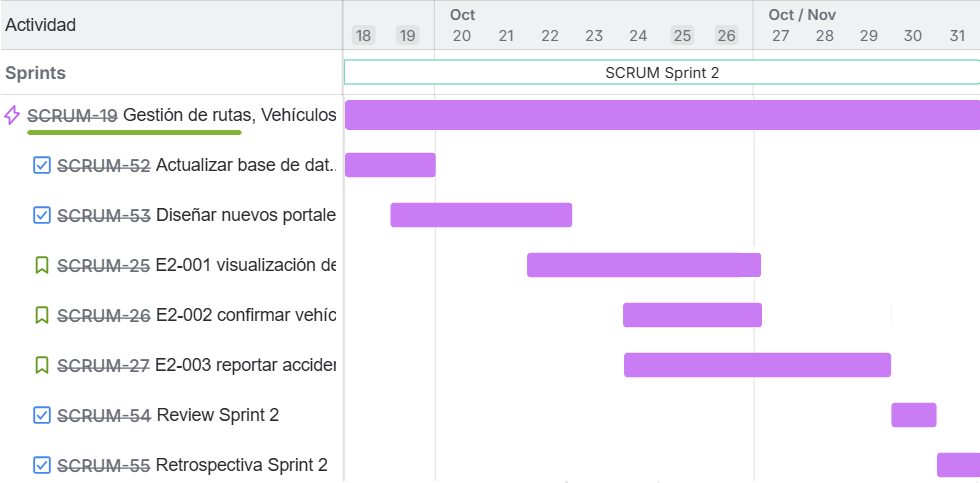 Actividad
Oct
Oct / Nov
18 19 20 21 22 23 24 25 26 27 28 29 30 31
Sprints
SCRUM Sprint 2
SCRUM-19 Gestión de rutas, Vehículos
SCRUM-52 Actualizar base de dat..
SCRUM-53 Diseñar nuevos portale
SCRUM-25 E2-001 visualización de
SCRUM-26 E2-002 confirmar vehíc
SCRUM-27 E2-003 reportar acciden
SCRUM-54 Review Sprint 2
SCRUM-55 Retrospectiva Sprint 2